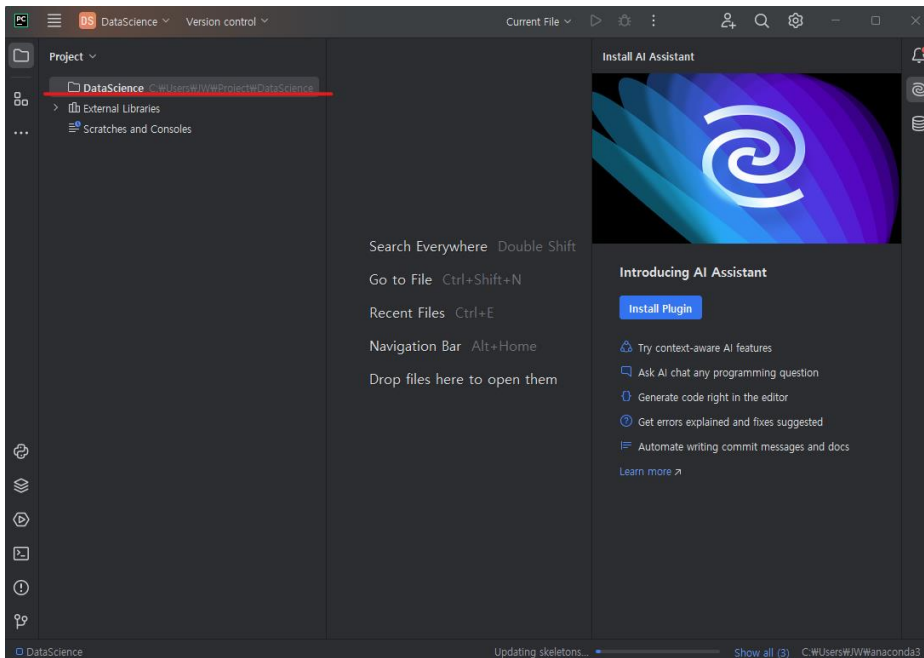 PC
DS DataScience
Version control
Current File
Project
DataScience C:₩Users₩JW₩Project₩DataScience
External Libraries
Scratches and Consoles
Search Everywhere Double Shift
Go to File Ctrl+Shift+N
Recent Files Ctrl+E
Navigation Bar Alt+Home
Drop files here to open them
Install AI Assistant
Introducing AI Assistant
Install Plugin
Try context-aware AI features
Ask AI chat any programming question
Generate code right in the editor
Get errors explained and fixes suggested
Automate writing commit messages and docs
Learn more ↗
DataScience
Updating skeletons...
Show all (3)
C:₩Users₩JW₩anaconda3